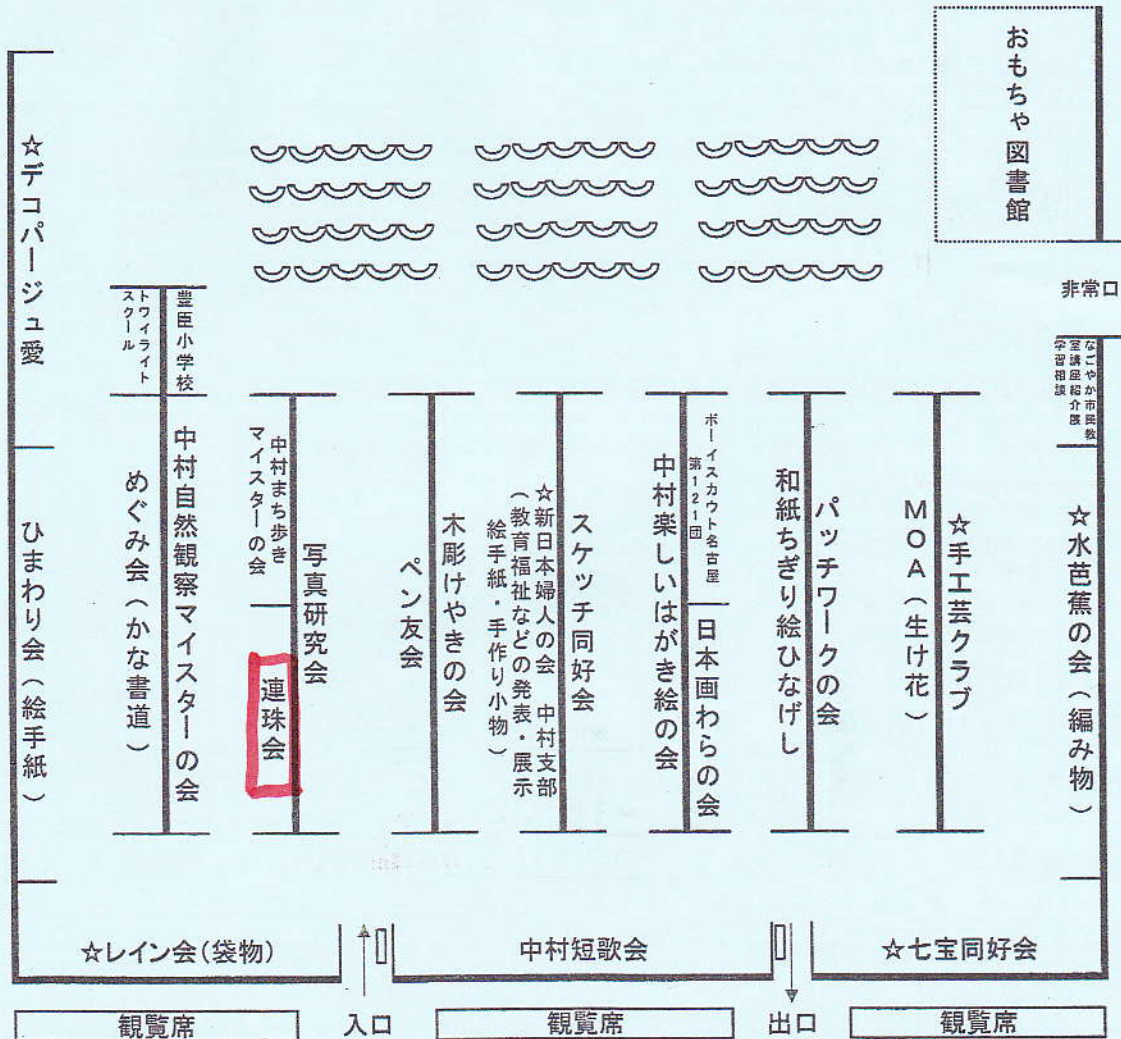 おもちゃ図書館
非常口
なごやか市民教
室講座紹介展
学習相談
☆水芭蕉の会（編み物）
☆手工芸クラブ
MOA（生け花）
パッチワークの会
和紙ちぎり絵ひなげし
ボーイスカウト名古屋
第121団
日本画わらの会
中村楽しいはがき絵の会
スケッチ同好会
☆新日本婦人の会　中村支部
（教育福祉などの発表・展示
絵手紙・手作り小物）
木彫けやきの会
ペン友会
写真研究会
中村まち歩き
マイスターの会
連珠会
豊臣小学校
トワイライト
スクール
中村自然観察マイスターの会
めぐみ会（かな書道）
☆デコパージュ愛
ひまわり会（絵手紙）
☆レイン会（袋物）
中村短歌会
☆七宝同好会
観覧席
入口
観覧席
出口
観覧席